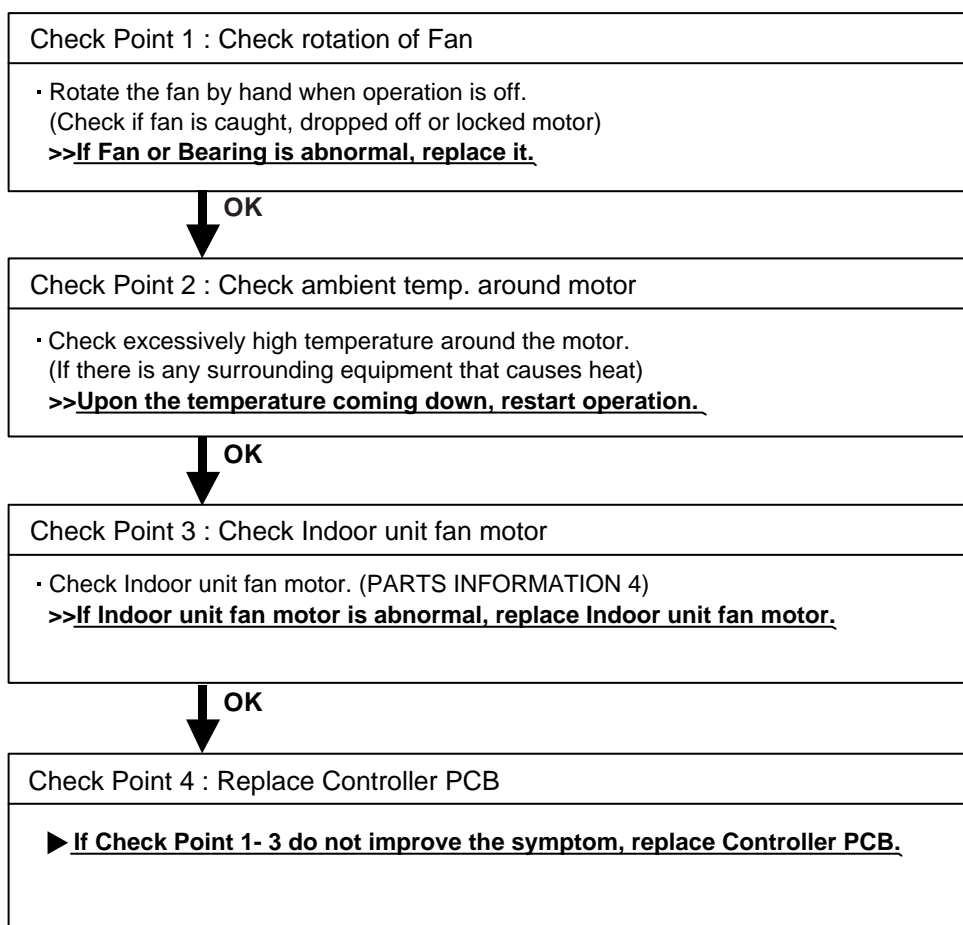 Check Point 1 : Check rotation of Fan
· Rotate the fan by hand when operation is off.
(Check if fan is caught, dropped off or locked motor)
>>If Fan or Bearing is abnormal, replace it.
OK
Check Point 2 : Check ambient temp. around motor
· Check excessively high temperature around the motor.
(If there is any surrounding equipment that causes heat)
>>Upon the temperature coming down, restart operation.
OK
Check Point 3 : Check Indoor unit fan motor
· Check Indoor unit fan motor. (PARTS INFORMATION 4)
>>If Indoor unit fan motor is abnormal, replace Indoor unit fan motor.
OK
Check Point 4 : Replace Controller PCB
▶ If Check Point 1- 3 do not improve the symptom, replace Controller PCB.